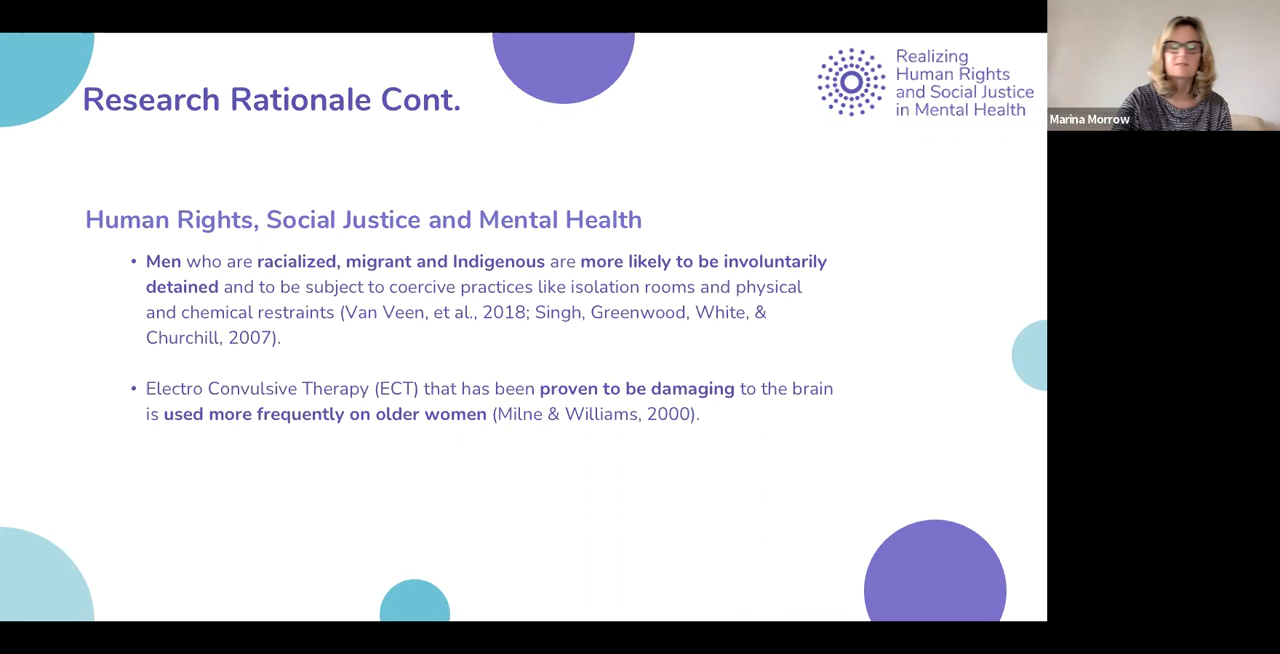 Research Rationale Cont.
Realizing
Human Rights
and Social Justice
in Mental Health
Marina Morrow
Human Rights, Social Justice and Mental Health
• Men who are racialized, migrant and Indigenous are more likely to be involuntarily
detained and to be subject to coercive practices like isolation rooms and physical
and chemical restraints (Van Veen, et al., 2018; Singh, Greenwood, White, &
Churchill, 2007).
• Electro Convulsive Therapy (ECT) that has been proven to be damaging to the brain
is used more frequently on older women (Milne & Williams, 2000).